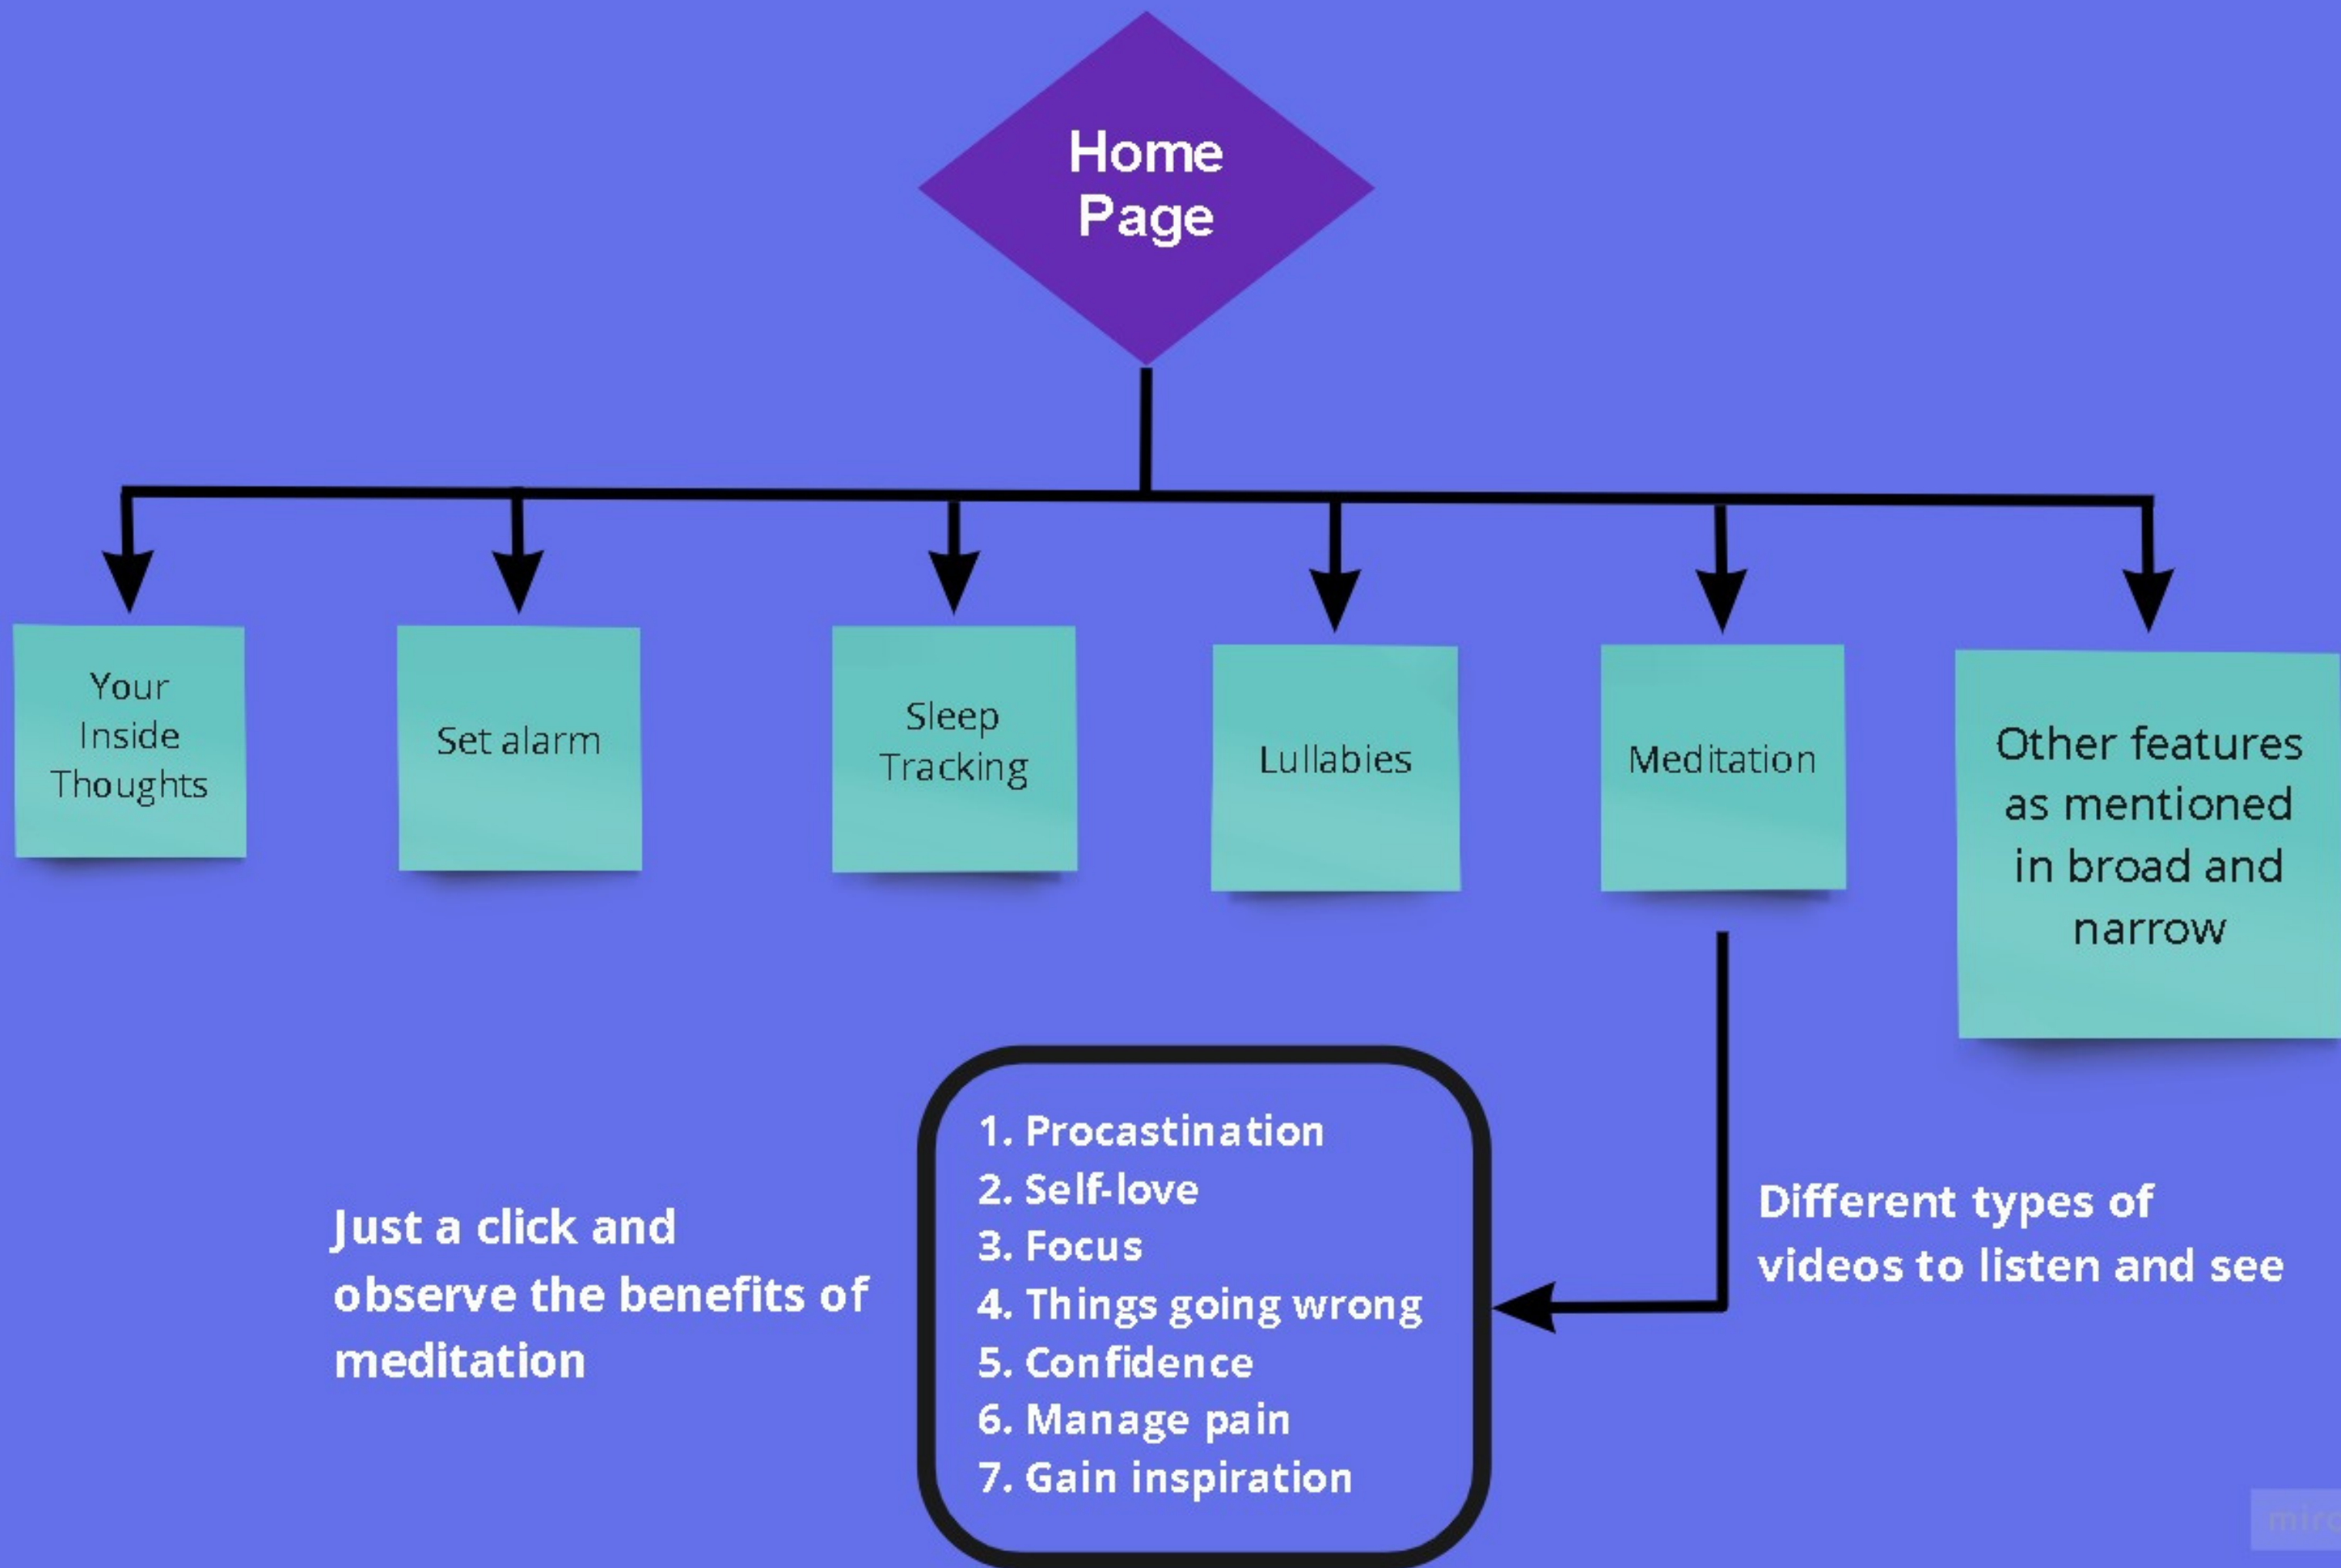 Home
Page
Your
Inside
Thoughts
Set alarm
Sleep
Tracking
Lullabies
Meditation
Other features
as mentioned
in broad and
narrow
Just a click and
observe the benefits of
meditation
1. Procastination
2. Self-love
3. Focus
4. Things going wrong
5. Confidence
6. Manage pain
7. Gain inspiration
Different types of
videos to listen and see